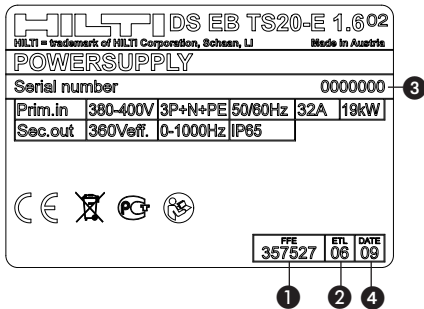 HILTI DS EB TS20-E 1.6 02
HILTI = trademark of HILTI Corporation, Schaan, LI Made in Austria
POWERSUPPLY
Serial number 0000000
3
Prim.in 380-400V 3P+N+PE 50/60Hz 32A 19kW
Sec.out 360Veff. 0-1000Hz IP65
CE PCT
FFE ETL DATE
357527 06 09
1 2 4